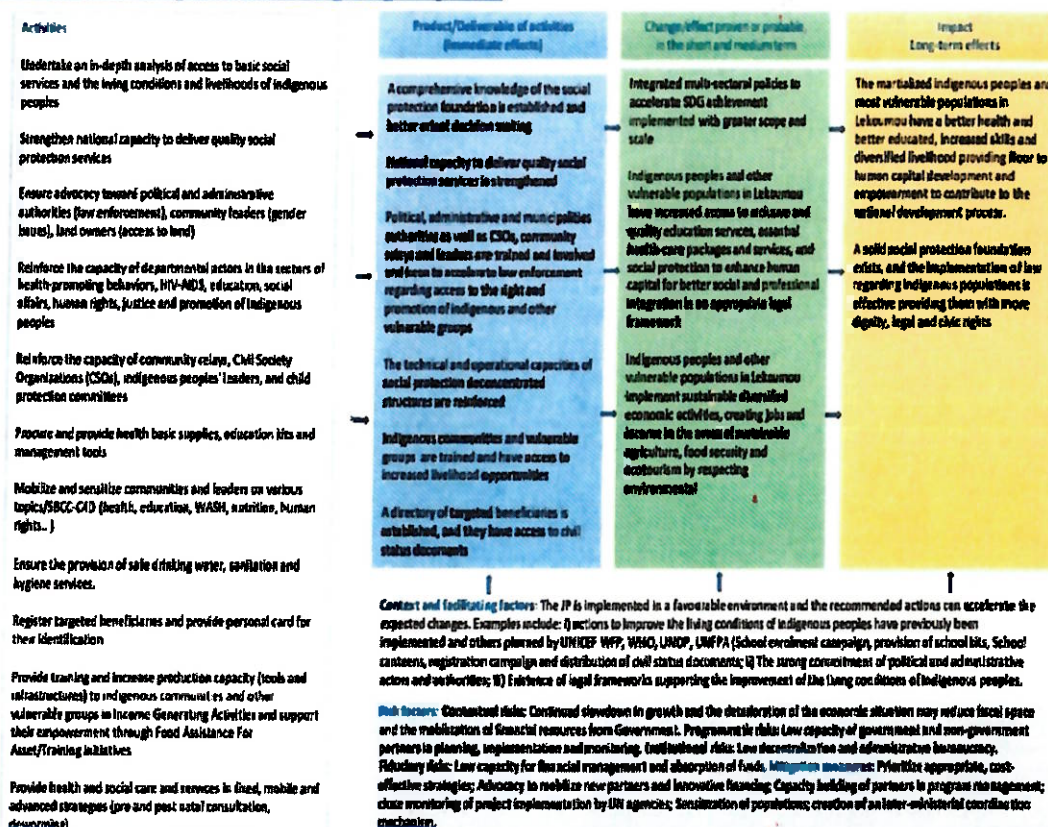 Activities
Undertake an in-depth analysis of access to basic social
services and the living conditions and livelihoods of indigenous
peoples
Strengthen national capacity to deliver quality social
protection services
Ensure advocacy toward political and administrative
authorities (law enforcement), community leaders (gender
issues), land owners (access to land)
Reinforce the capacity of departmental actors in the sectors of
health-promoting behaviors, HIV-AIDS, education, social
affairs, human rights, justice and promotion of indigenous
peoples
Reinforce the capacity of community relays, Civil Society
Organizations (CSOs), indigenous peoples' leaders, and child
protection committees
Procure and provide health basic supplies, education kits and
management tools
Mobilize and sensitize communities and leaders on various
topics/SBCC-C4D (health, education, WASH, nutrition, human
rights.. )
Ensure the provision of safe drinking water, sanitation and
hygiene services.
Register targeted beneficiaries and provide personal card for
their identification
Provide training and increase production capacity (tools and
infrastructures) to indigenous communities and other
vulnerable groups in Income Generating Activities and support
their empowerment through Food Assistance For
Asset/Training initiatives
Provide health and social care and services in fixed, mobile and
advanced strategies (pre and post natal consultation,
deworming)
Product/Deliverable of activities
(Immediate effects)
A comprehensive knowledge of the social
protection foundation is established and
better orient decision making
National capacity to deliver quality social
protection services is strengthened
Political, administrative and municipalities
authorities as well as CSOs, community
relays and leaders are trained and involved
and keen to accelerate law enforcement
regarding access to the right and
promotion of indigenous and other
vulnerable groups
The technical and operational capacities of
social protection deconcentrated
structures are reinforced
Indigenous communities and vulnerable
groups are trained and have access to
increased livelihood opportunities
A directory of targeted beneficiaries is
established, and they have access to civil
status documents
Change/effect proven or probable,
in the short and medium term
Integrated multi-sectoral policies to
accelerate SDG achievement
implemented with greater scope and
scale
Indigenous peoples and other
vulnerable populations in Lekoumou
have increased access to inclusive and
quality education services, essential
health-care packages and services, and
social protection to enhance human
capital for better social and professional
integration in an appropriate legal
framework
Indigenous peoples and other
vulnerable populations in Lekoumou
implement sustainable diversified
economic activities, creating jobs and
income in the areas of sustainable
agriculture, food security and
ecotourism by respecting
environmental
Impact
Long-term effects
The martialized indigenous peoples and
most vulnerable populations in
Lekoumou have a better health and
better educated, increased skills and
diversified livelihood providing floor to
human capital development and
empowerment to contribute to the
national development process.
A solid social protection foundation
exists, and the implementation of law
regarding indigenous populations is
effective providing them with more
dignity, legal and civic rights
Context and facilitating factors: The JP is implemented in a favourable environment and the recommended actions can accelerate the
expected changes. Examples include: i) actions to improve the living conditions of indigenous peoples have previously been
implemented and others planned by UNICEF WFP, WHO, UNDP, UNFPA (School enrolment campaign, provision of school kits, School
canteens, registration campaign and distribution of civil status documents; ii) The strong commitment of political and administrative
actors and authorities; iii) Existence of legal frameworks supporting the improvement of the living conditions of indigenous peoples.
Risk factors: Contextual risks: Continued slowdown in growth and the deterioration of the economic situation may reduce fiscal space
and the mobilization of financial resources from Government. Programmatic risks: Low capacity of government and non-government
partners in planning, implementation and monitoring. Institutional risks: Low decentralization and administrative bureaucracy.
Fiduciary risks: Low capacity for financial management and absorption of funds. Mitigation measures: Prioritize appropriate, cost-
effective strategies; Advocacy to mobilize new partners and innovative financing; Capacity building of partners in program management;
close monitoring of project implementation by UN agencies; Sensitization of populations; creation of an inter-ministerial coordination
mechanism.